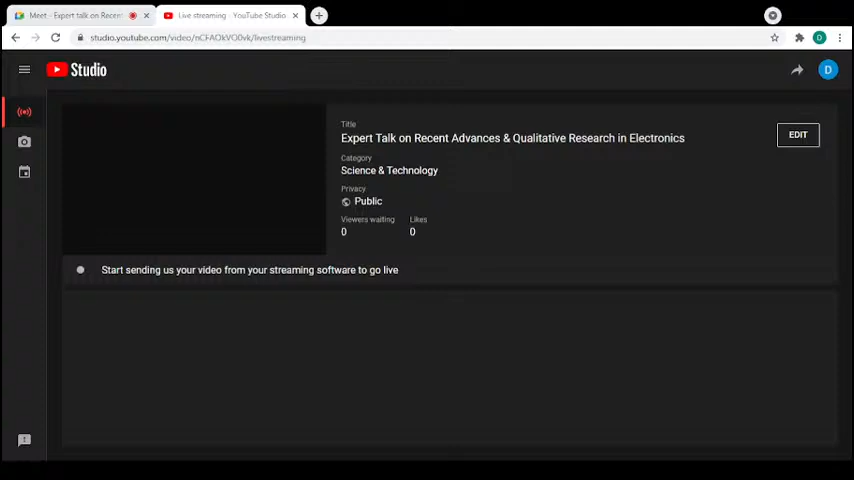 Meet - Expert talk on Recent
Live streaming - YouTube Studio
studio.youtube.com/video/nCFAOkVO0vk/livestreaming
D
Studio
D
Title
Expert Talk on Recent Advances & Qualitative Research in Electronics
EDIT
Category
Science & Technology
Privacy
Public
Viewers waiting Likes
0 0
Start sending us your video from your streaming software to go live